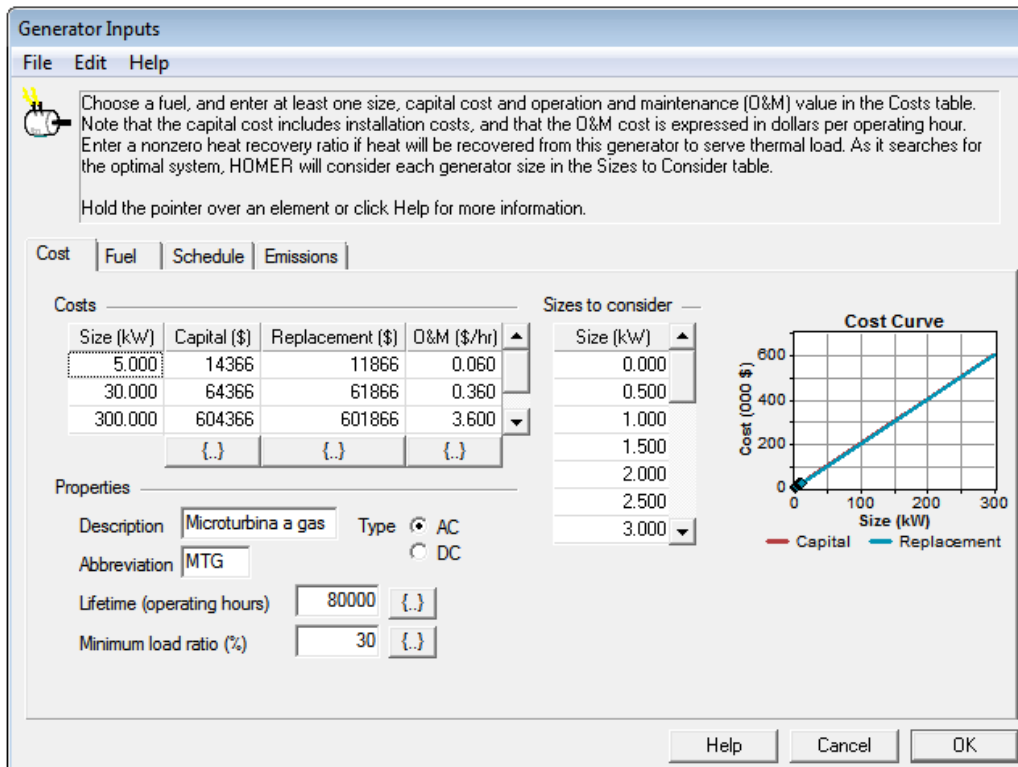 Generator Inputs
File Edit Help
Choose a fuel, and enter at least one size, capital cost and operation and maintenance (O&M) value in the Costs table.
Note that the capital cost includes installation costs, and that the O&M cost is expressed in dollars per operating hour.
Enter a nonzero heat recovery ratio if heat will be recovered from this generator to serve thermal load. As it searches for
the optimal system, HOMER will consider each generator size in the Sizes to Consider table.
Hold the pointer over an element or click Help for more information.
Cost Fuel Schedule Emissions
Costs
Size (kW) Capital ($) Replacement ($) O&M ($/hr)
5.000 14366 11866 0.060
30.000 64366 61866 0.360
300.000 604366 601866 3.600
{..} {..} {..}
Sizes to consider
Size (kW)
0.000
0.500
1.000
1.500
2.000
2.500
3.000
Cost Curve
Cost (000 $)
600
400
200
0
0 100 200 300
Size (kW)
Capital Replacement
Properties
Description Microturbina a gas Type AC
DC
Abbreviation MTG
Lifetime (operating hours) 80000 {..}
Minimum load ratio (%) 30 {..}
Help Cancel OK